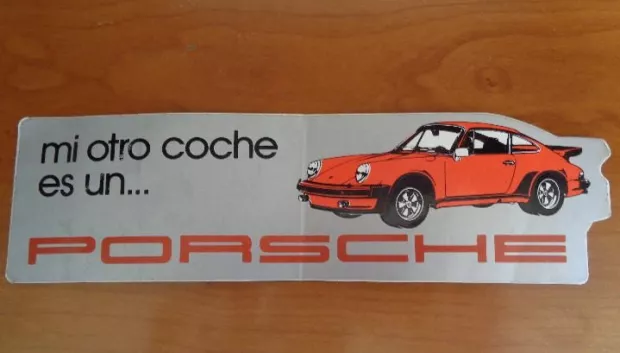 mi otro coche
es un...
PORSCHE